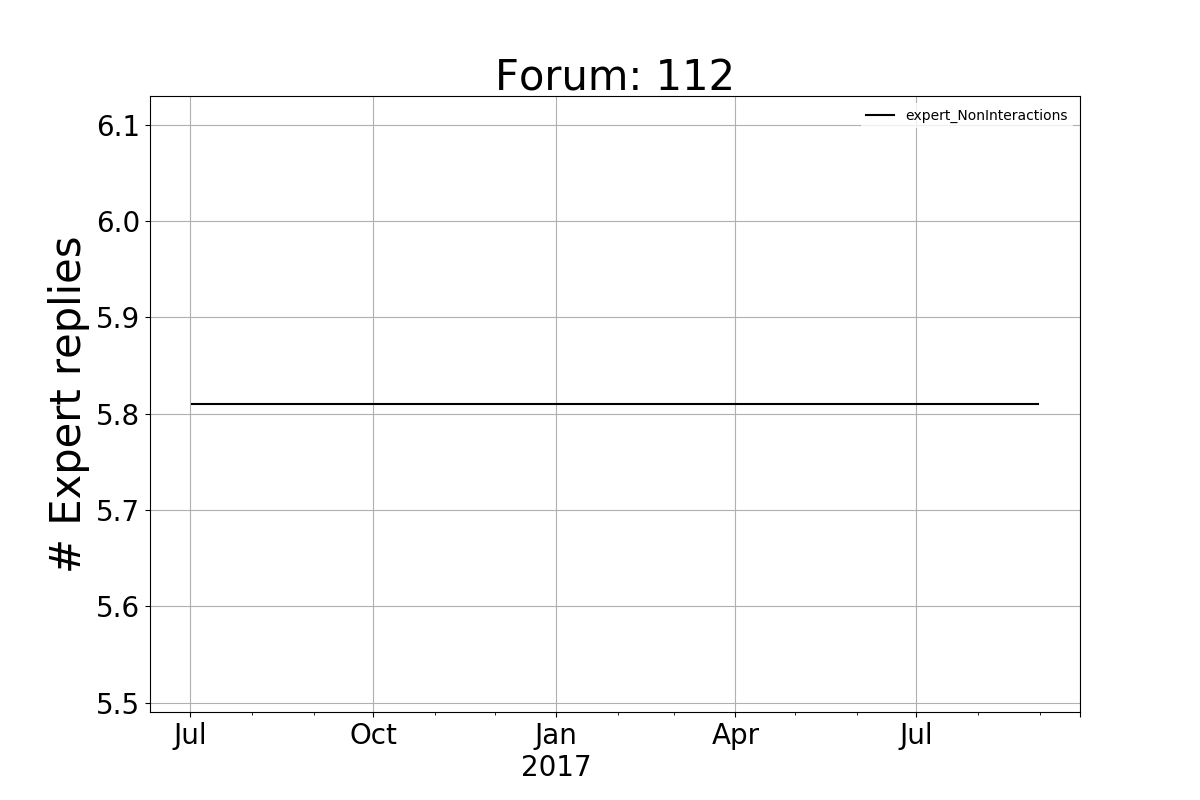 Forum: 112
expert_NonInteractions
# Expert replies
6.1
6.0
5.9
5.8
5.7
5.6
5.5
Jul Oct Jan Apr Jul
2017